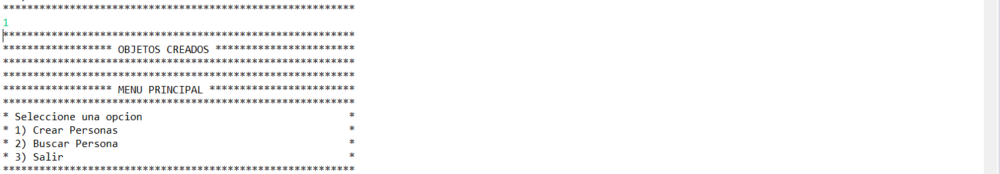 **********************************************************
1
**********************************************************
****************** OBJETOS CREADOS ***********************
**********************************************************
**********************************************************
****************** MENU PRINCIPAL ************************
**********************************************************
* Seleccione una opcion                                  *
* 1) Crear Personas                                      *
* 2) Buscar Persona                                      *
* 3) Salir                                               *
**********************************************************